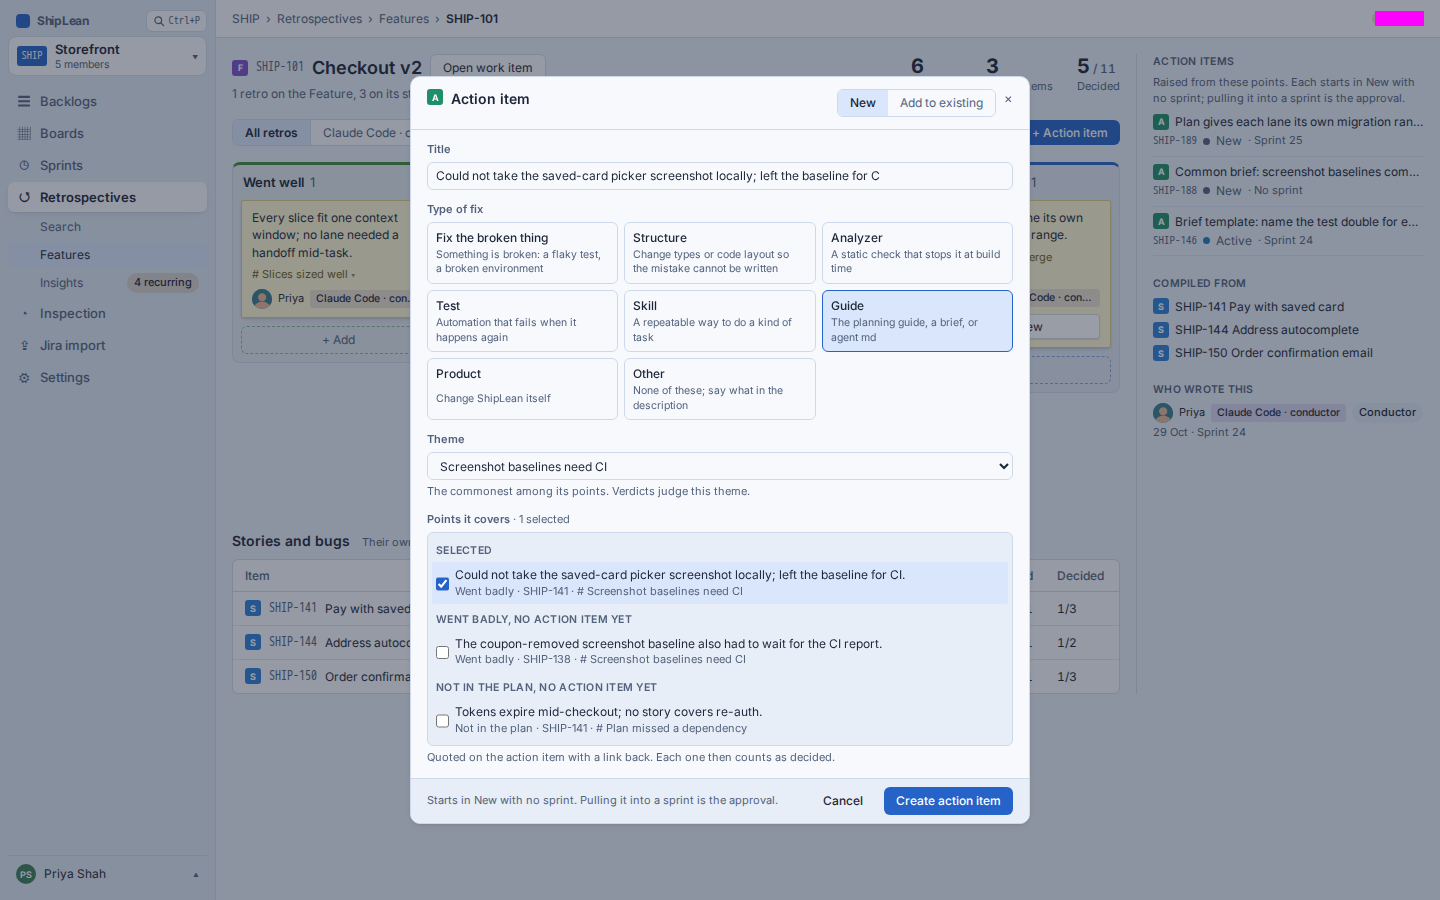 ShipLean
Ctrl+P
SHIP › Retrospectives › Features › SHIP-101
SHIP
Storefront
5 members
Backlogs
Boards
Sprints
Retrospectives
Search
Features
Insights
4 recurring
Inspection
Jira import
Settings
PS
Priya Shah
F
SHIP-101
Checkout v2
Open work item
1 retro on the Feature, 3 on its st
6
3
ems
5 / 11
Decided
All retros
Claude Code · c
+ Action item
Went well 1
Every slice fit one context
window; no lane needed a
handoff mid-task.
# Slices sized well
Priya
Claude Code · con...
+ Add
1
ne its own
range.
erge
Code · con...
ew
Stories and bugs
Their own
Item
d
Decided
S SHIP-141 Pay with saved
1/3
S SHIP-144 Address autoco
1/2
S SHIP-150 Order confirma
1/3
A
Action item
New
Add to existing
×
Title
Could not take the saved-card picker screenshot locally; left the baseline for C
Type of fix
Fix the broken thing
Something is broken: a flaky test,
a broken environment
Structure
Change types or code layout so
the mistake cannot be written
Analyzer
A static check that stops it at build
time
Test
Automation that fails when it
happens again
Skill
A repeatable way to do a kind of
task
Guide
The planning guide, a brief, or
agent md
Product
Change ShipLean itself
Other
None of these; say what in the
description
Theme
Screenshot baselines need CI
The commonest among its points. Verdicts judge this theme.
Points it covers · 1 selected
SELECTED
Could not take the saved-card picker screenshot locally; left the baseline for CI.
Went badly · SHIP-141 · # Screenshot baselines need CI
WENT BADLY, NO ACTION ITEM YET
The coupon-removed screenshot baseline also had to wait for the CI report.
Went badly · SHIP-138 · # Screenshot baselines need CI
NOT IN THE PLAN, NO ACTION ITEM YET
Tokens expire mid-checkout; no story covers re-auth.
Not in the plan · SHIP-141 · # Plan missed a dependency
Quoted on the action item with a link back. Each one then counts as decided.
Starts in New with no sprint. Pulling it into a sprint is the approval.
Cancel
Create action item
ACTION ITEMS
Raised from these points. Each starts in New with
no sprint; pulling it into a sprint is the approval.
A Plan gives each lane its own migration ran...
SHIP-189 New · Sprint 25
A Common brief: screenshot baselines com...
SHIP-188 New · No sprint
A Brief template: name the test double for e...
SHIP-146 Active · Sprint 24
COMPILED FROM
S SHIP-141 Pay with saved card
S SHIP-144 Address autocomplete
S SHIP-150 Order confirmation email
WHO WROTE THIS
Priya
Claude Code · conductor
Conductor
29 Oct · Sprint 24